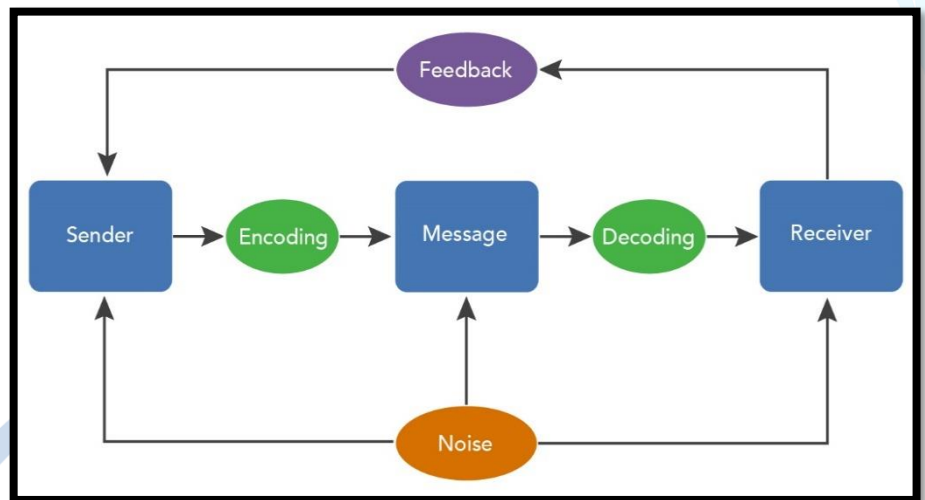 Feedback
Sender
Encoding
Message
Decoding
Receiver
Noise